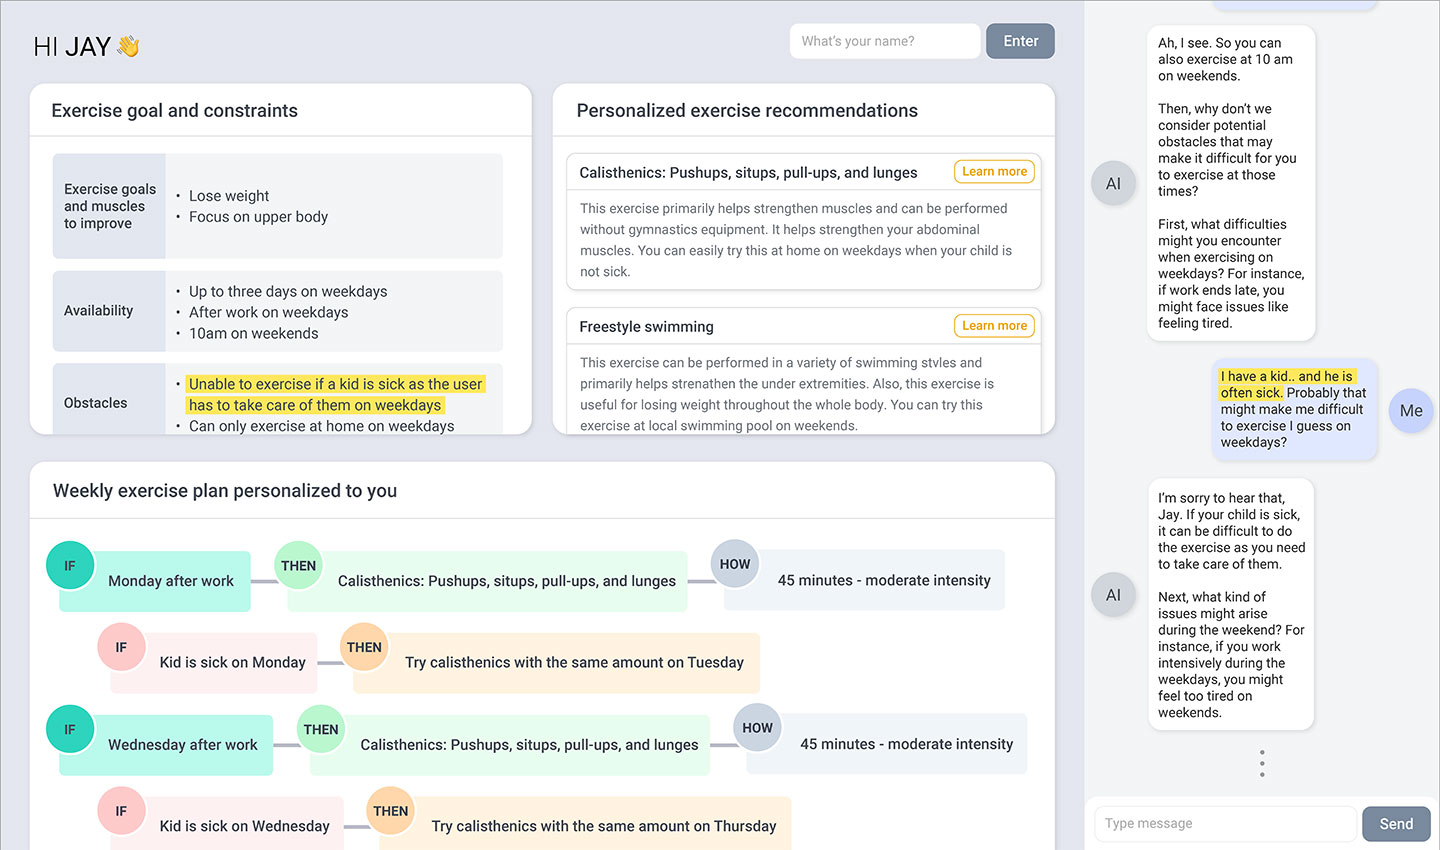 HI JAY 👋
What's your name?
Enter
Exercise goal and constraints
Exercise goals
and muscles
to improve
• Lose weight
• Focus on upper body
Availability
• Up to three days on weekdays
• After work on weekdays
• 10am on weekends
Obstacles
• Unable to exercise if a kid is sick as the user
has to take care of them on weekdays
• Can only exercise at home on weekdays
Personalized exercise recommendations
Calisthenics: Pushups, situps, pull-ups, and lunges
Learn more
This exercise primarily helps strengthen muscles and can be performed
without gymnastics equipment. It helps strengthen your abdominal
muscles. You can easily try this at home on weekdays when your child is
not sick.
Freestyle swimming
Learn more
This exercise can be performed in a variety of swimming stvles and
primarily helps strenathen the under extremities. Also, this exercise is
useful for losing weight throughout the whole body. You can try this
exercise at local swimming pool on weekends.
Weekly exercise plan personalized to you
IF
Monday after work
THEN
Calisthenics: Pushups, situps, pull-ups, and lunges
HOW
45 minutes - moderate intensity
IF
Kid is sick on Monday
THEN
Try calisthenics with the same amount on Tuesday
IF
Wednesday after work
THEN
Calisthenics: Pushups, situps, pull-ups, and lunges
HOW
45 minutes - moderate intensity
IF
Kid is sick on Wednesday
THEN
Try calisthenics with the same amount on Thursday
AI
Ah, I see. So you can
also exercise at 10 am
on weekends.
Then, why don't we
consider potential
obstacles that may
make it difficult for you
to exercise at those
times?
First, what difficulties
might you encounter
when exercising on
weekdays? For instance,
if work ends late, you
might face issues like
feeling tired.
I have a kid.. and he is
often sick. Probably that
might make me difficult
to exercise I guess on
weekdays?
Me
AI
I'm sorry to hear that,
Jay. If your child is sick,
it can be difficult to do
the exercise as you need
to take care of them.
Next, what kind of
issues might arise
during the weekend? For
instance, if you work
intensively during the
weekdays, you might
feel too tired on
weekends.
Type message
Send